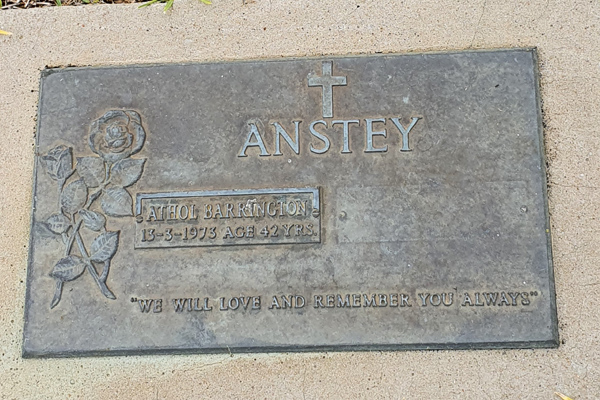 ANSTEY
ATHOL BARRINGTON
13-3-1973 AGE 42 YRS.
"WE WILL LOVE AND REMEMBER YOU ALWAYS"